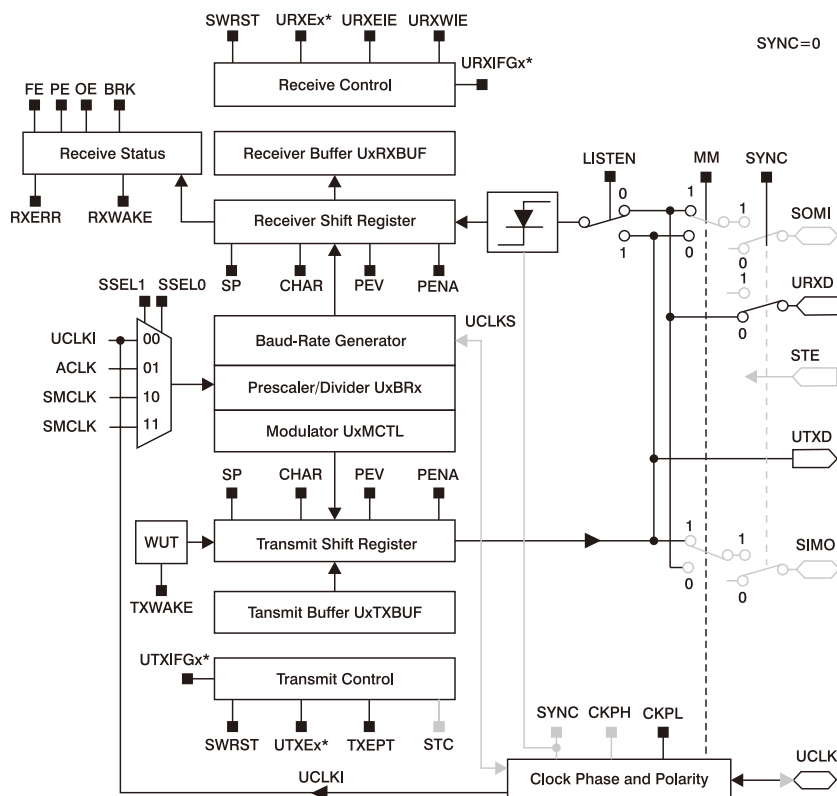 SWRST URXEx* URXEIE URXWIE
SYNC=0
URXIFGx*
Receive Control
FE PE OE BRK
Receive Status
Receiver Buffer UxRXBUF
LISTEN MM SYNC
RXERR RXWAKE
Receiver Shift Register
0 1 1
SOMI
1 0 0
SP CHAR PEV PENA
1
URXD
0
SSEL1 SSEL0
UCLKS
UCLKI 00
Baud-Rate Generator
ACLK 01
STE
SMCLK 10
Prescaler/Divider UxBRx
SMCLK 11
Modulator UxMCTL
UTXD
SP CHAR PEV PENA
WUT
Transmit Shift Register
1 1
SIMO
0 0
TXWAKE
Tansmit Buffer UxTXBUF
UTXIFGx*
Transmit Control
SWRST UTXEx* TXEPT STC
SYNC CKPH CKPL
UCLKI
Clock Phase and Polarity
UCLK